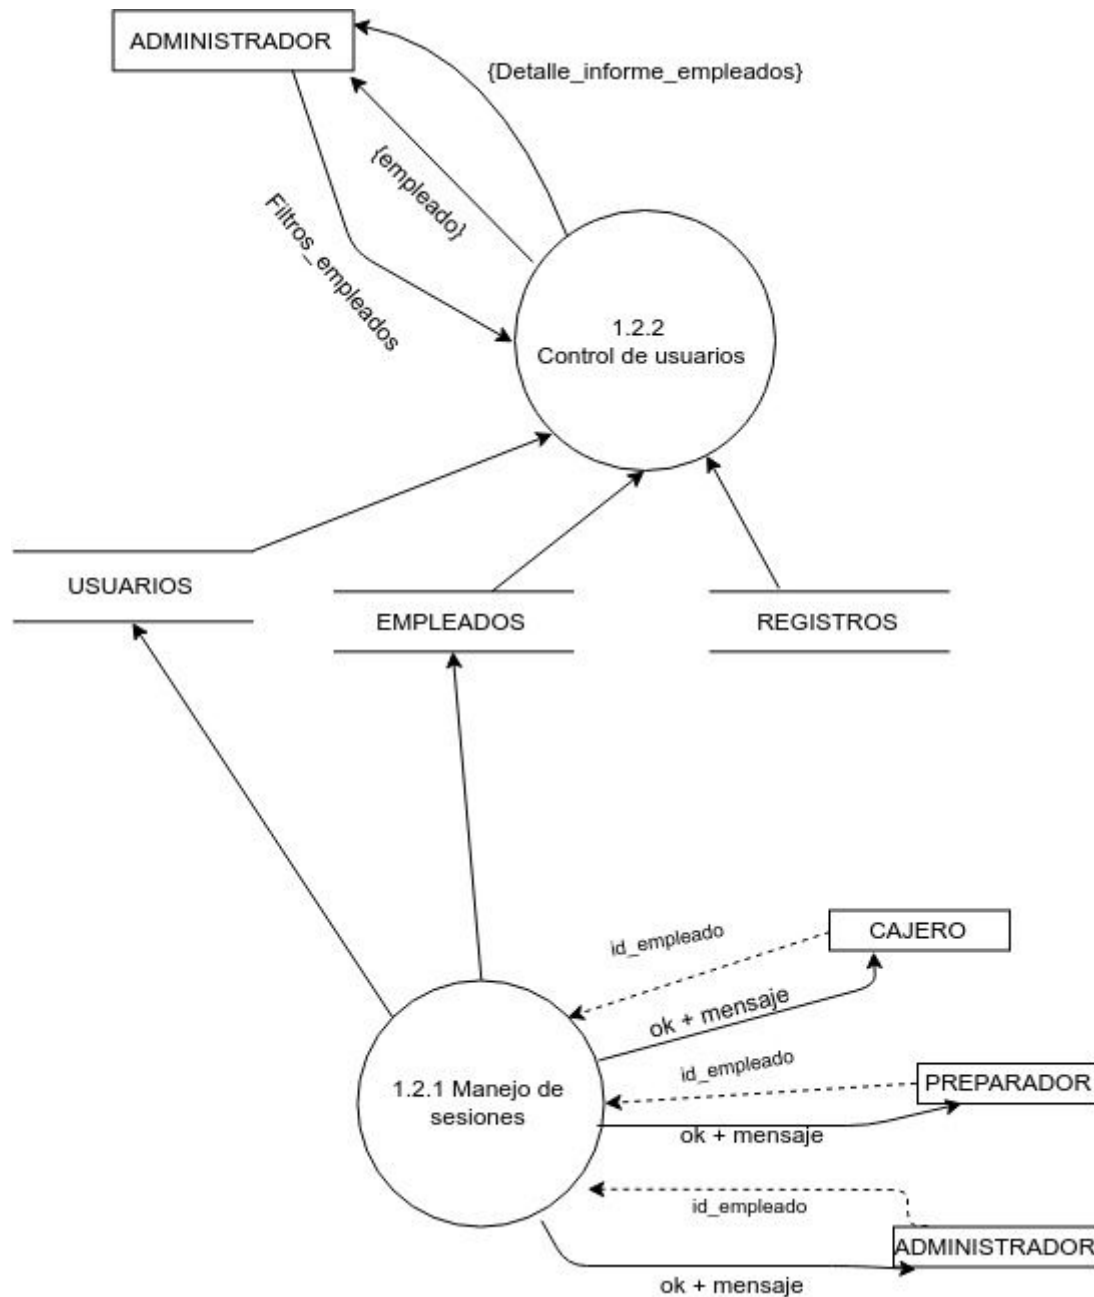 ADMINISTRADOR
{Detalle_informe_empleados}
{empleado}
Filtros_empleados
1.2.2
Control de usuarios
USUARIOS
EMPLEADOS
REGISTROS
id_empleado
CAJERO
ok + mensaje
id_empleado
PREPARADOR
1.2.1 Manejo de
sesiones
ok + mensaje
id_empleado
ADMINISTRADOR
ok + mensaje